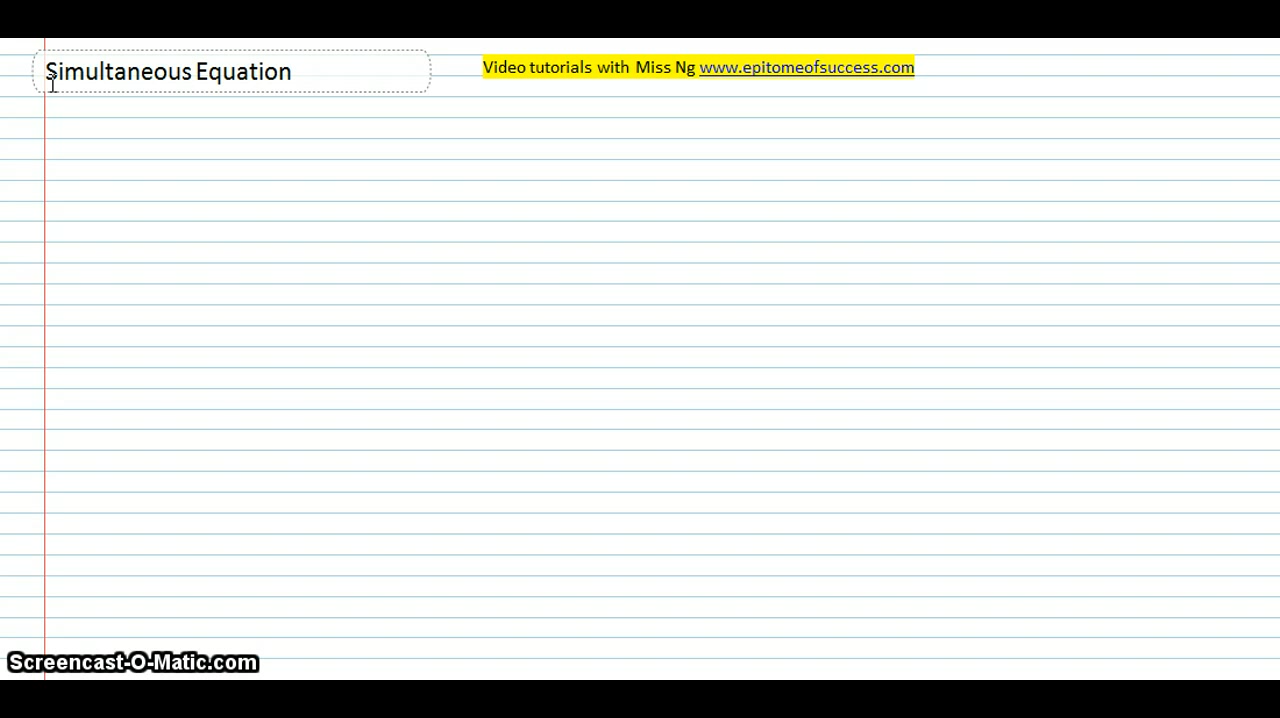 Simultaneous Equation
Video tutorials with Miss Ng www.epitomeofsuccess.com
Screencast-O-Matic.com